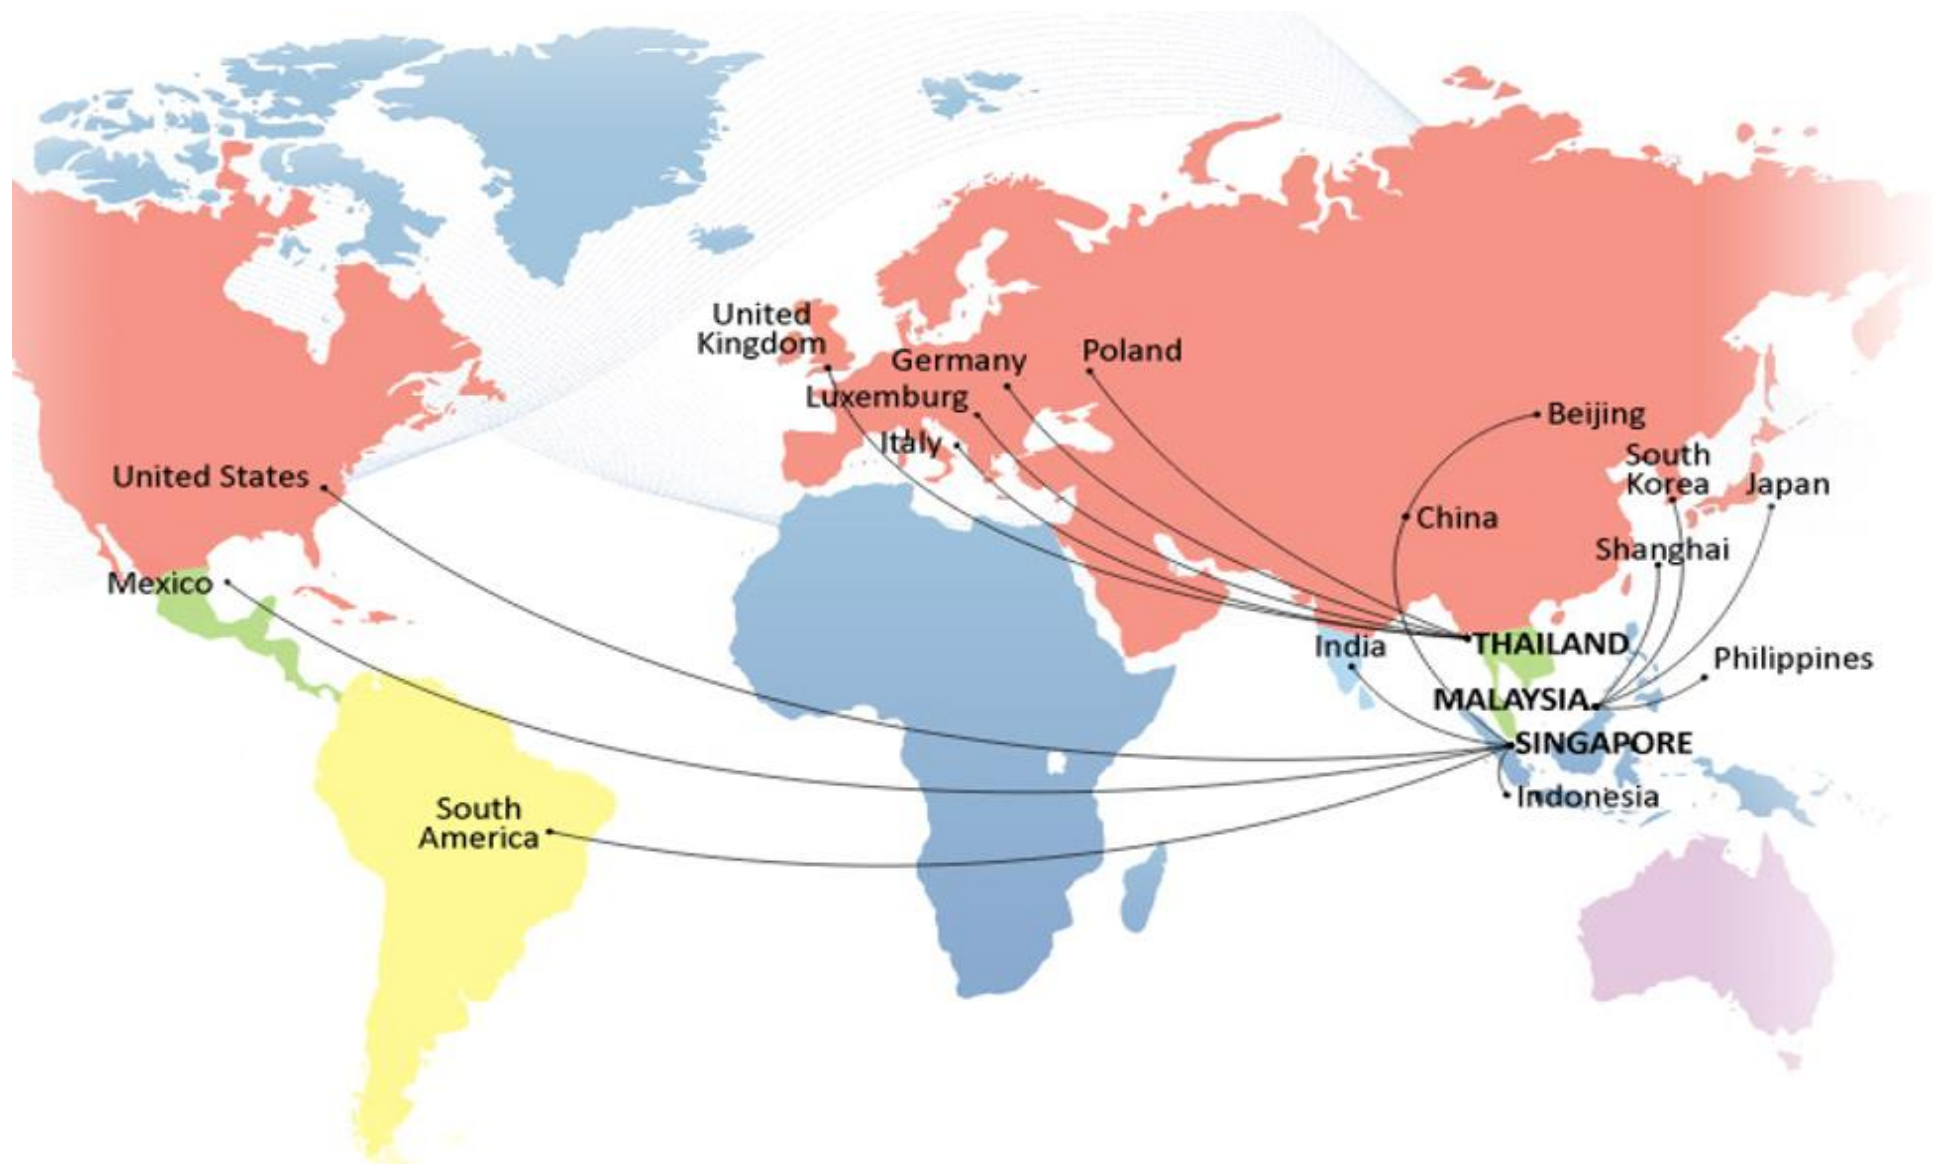 United
Kingdom
Germany
Poland
Luxemburg
Italy
Beijing
South
Korea
Japan
United States
China
Shanghai
Mexico
India
THAILAND
Philippines
MALAYSIA
SINGAPORE
Indonesia
South
America